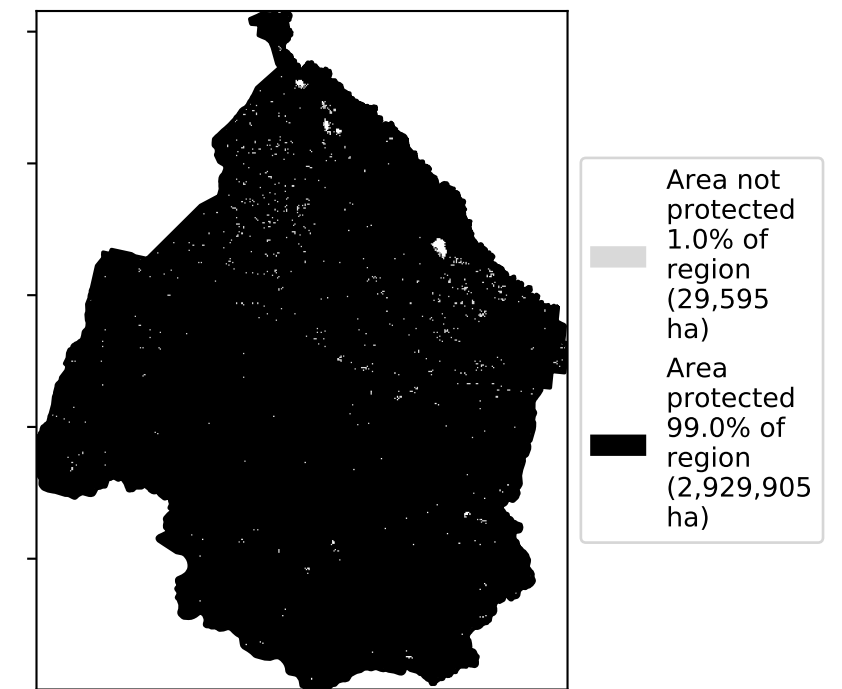 Area not
protected
1.0% of
region
(29,595
ha)
Area
protected
99.0% of
region
(2,929,905
ha)